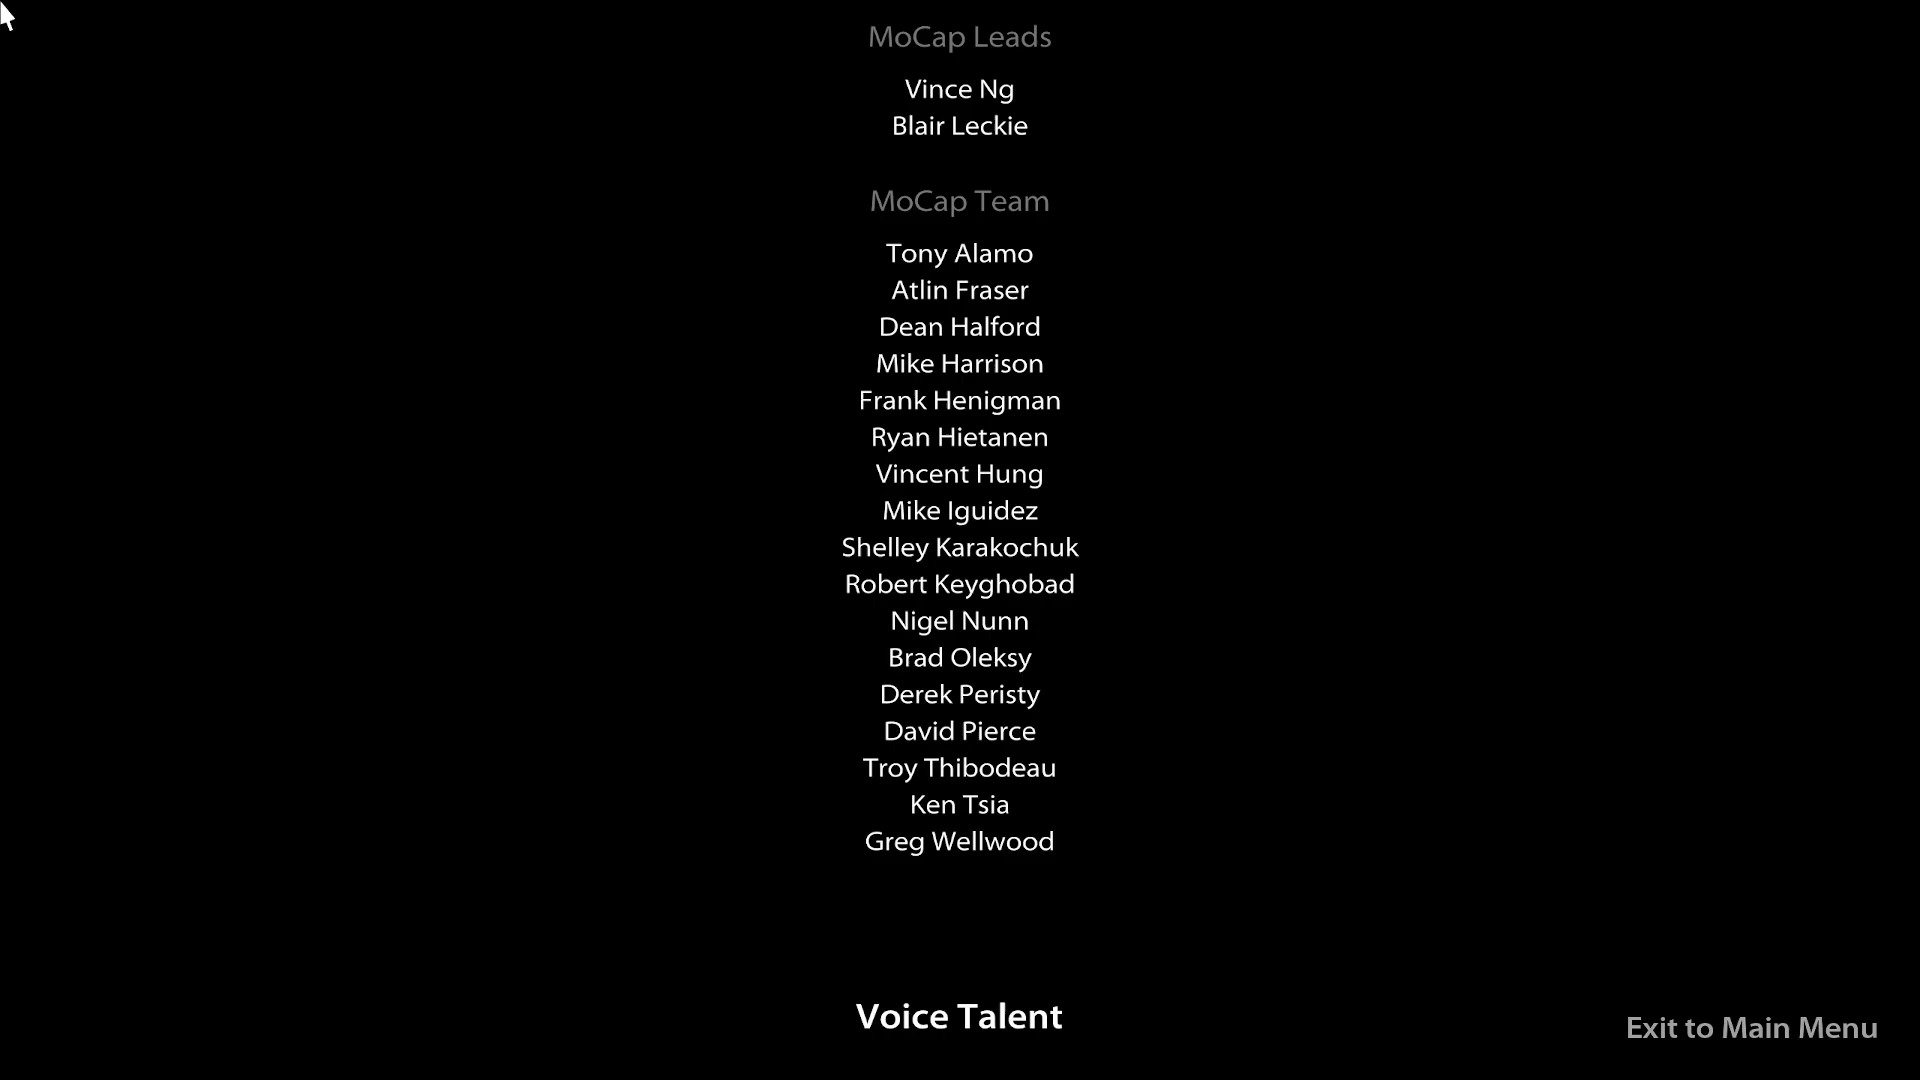 MoCap Leads
Vince Ng
Blair Leckie
MoCap Team
Tony Alamo
Atlin Fraser
Dean Halford
Mike Harrison
Frank Henigman
Ryan Hietanen
Vincent Hung
Mike Iguidez
Shelley Karakochuk
Robert Keyghobad
Nigel Nunn
Brad Oleksy
Derek Peristy
David Pierce
Troy Thibodeau
Ken Tsia
Greg Wellwood
Voice Talent
Exit to Main Menu